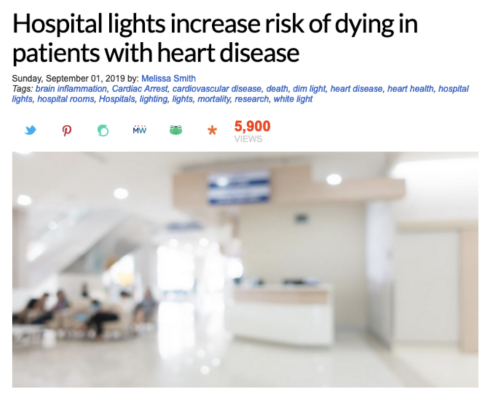 Hospital lights increase risk of dying in
patients with heart disease
Sunday, September 01, 2019 by: Melissa Smith
Tags: brain inflammation, Cardiac Arrest, cardiovascular disease, death, dim light, heart disease, heart health, hospital
lights, hospital rooms, Hospitals, lighting, lights, mortality, research, white light
MW
5,900
VIEWS